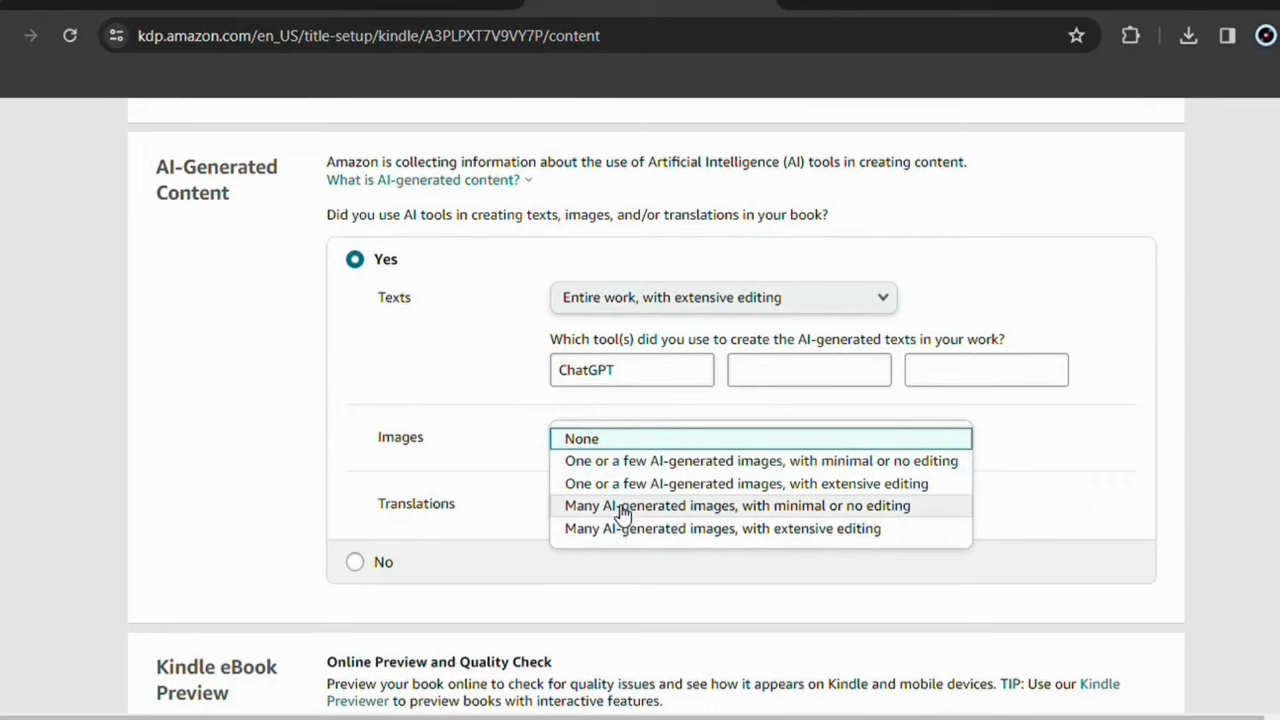 kdp.amazon.com/en_US/title-setup/kindle/A3PLPXT7V9VY7P/content
AI-Generated
Content
Amazon is collecting information about the use of Artificial Intelligence (AI) tools in creating content.
What is AI-generated content?
Did you use AI tools in creating texts, images, and/or translations in your book?
Yes
Texts
Entire work, with extensive editing
Which tool(s) did you use to create the AI-generated texts in your work?
ChatGPT
Images
None
One or a few AI-generated images, with minimal or no editing
One or a few AI-generated images, with extensive editing
Many AI-generated images, with minimal or no editing
Many AI-generated images, with extensive editing
Translations
No
Kindle eBook
Preview
Online Preview and Quality Check
Preview your book online to check for quality issues and see how it appears on Kindle and mobile devices. TIP: Use our Kindle
Previewer to preview books with interactive features.